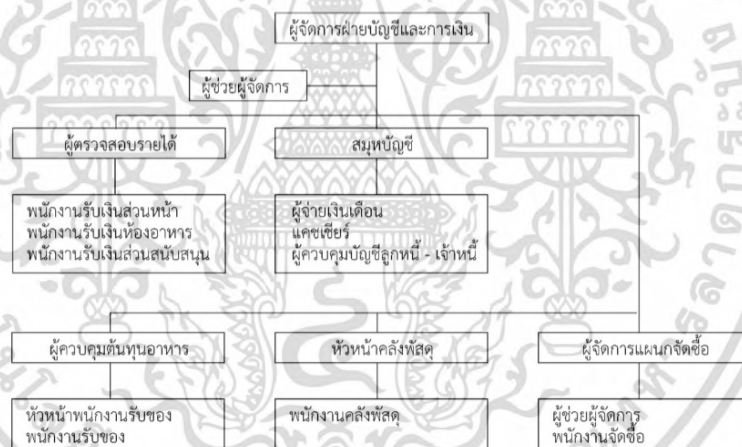 ผู้จัดการฝ่ายบัญชีและการเงิน
ผู้ช่วยผู้จัดการ
ผู้ตรวจสอบรายได้
สมุหบัญชี
พนักงานรับเงินส่วนหน้า
พนักงานรับเงินห้องอาหาร
พนักงานรับเงินส่วนสนับสนุน
ผู้จ่ายเงินเดือน
แคชเชียร์
ผู้ควบคุมบัญชีลูกหนี้ - เจ้าหนี้
ผู้ควบคุมต้นทุนอาหาร
หัวหน้าคลังพัสดุ
ผู้จัดการแผนกจัดซื้อ
หัวหน้าพนักงานรับของ
พนักงานรับของ
พนักงานคลังพัสดุ
ผู้ช่วยผู้จัดการ
พนักงานจัดซื้อ